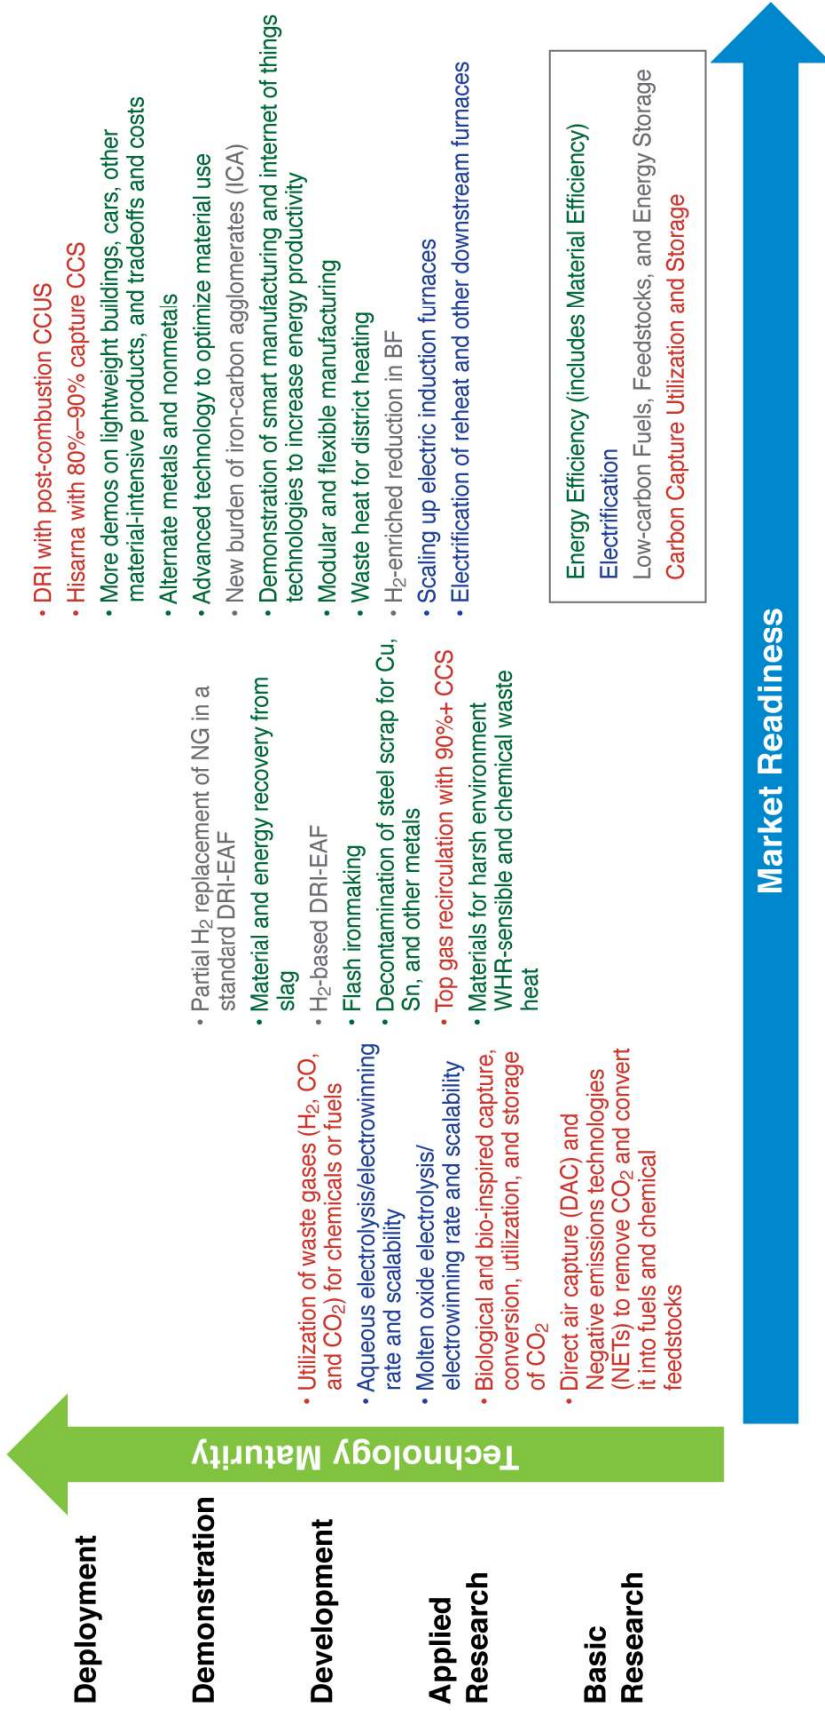 Deployment
Demonstration
Development
Applied
Research
Basic
Research
Technology Maturity
• Utilization of waste gases (H₂, CO,
and CO₂) for chemicals or fuels
• Aqueous electrolysis/electrowinning
rate and scalability
• Molten oxide electrolysis/
electrowinning rate and scalability
• Biological and bio-inspired capture,
conversion, utilization, and storage
of CO₂
• Direct air capture (DAC) and
Negative emissions technologies
(NETs) to remove CO₂ and convert
it into fuels and chemical
feedstocks
• Partial H₂ replacement of NG in a
standard DRI-EAF
• Material and energy recovery from
slag
• H₂-based DRI-EAF
• Flash ironmaking
• Decontamination of steel scrap for Cu,
Sn, and other metals
• Top gas recirculation with 90%+ CCS
• Materials for harsh environment
WHR-sensible and chemical waste
heat
• DRI with post-combustion CCUS
• Hisarna with 80%–90% capture CCS
• More demos on lightweight buildings, cars, other
material-intensive products, and tradeoffs and costs
• Alternate metals and nonmetals
• Advanced technology to optimize material use
• New burden of iron-carbon agglomerates (ICA)
• Demonstration of smart manufacturing and internet of things
technologies to increase energy productivity
• Modular and flexible manufacturing
• Waste heat for district heating
• H₂-enriched reduction in BF
• Scaling up electric induction furnaces
• Electrification of reheat and other downstream furnaces
Energy Efficiency (includes Material Efficiency)
Electrification
Low-carbon Fuels, Feedstocks, and Energy Storage
Carbon Capture Utilization and Storage
Market Readiness